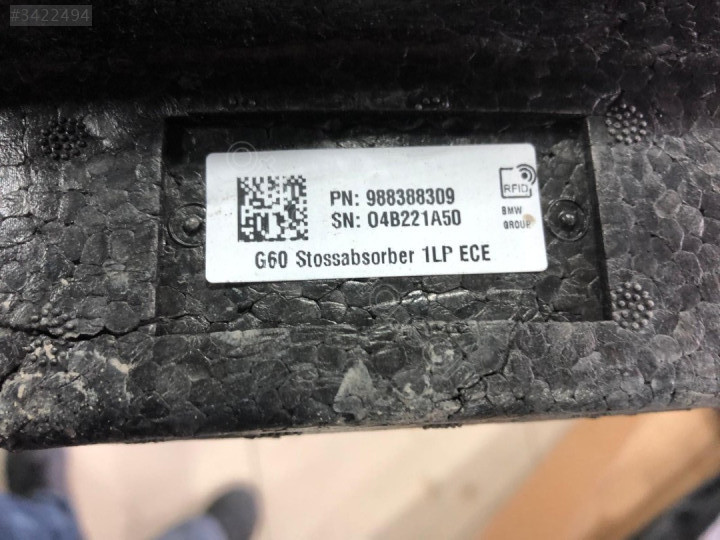 #3422494
PN: 988388309
SN: 04B221A50
RFID
BMW
GROUP
G60 Stossabsorber 1LP ECE